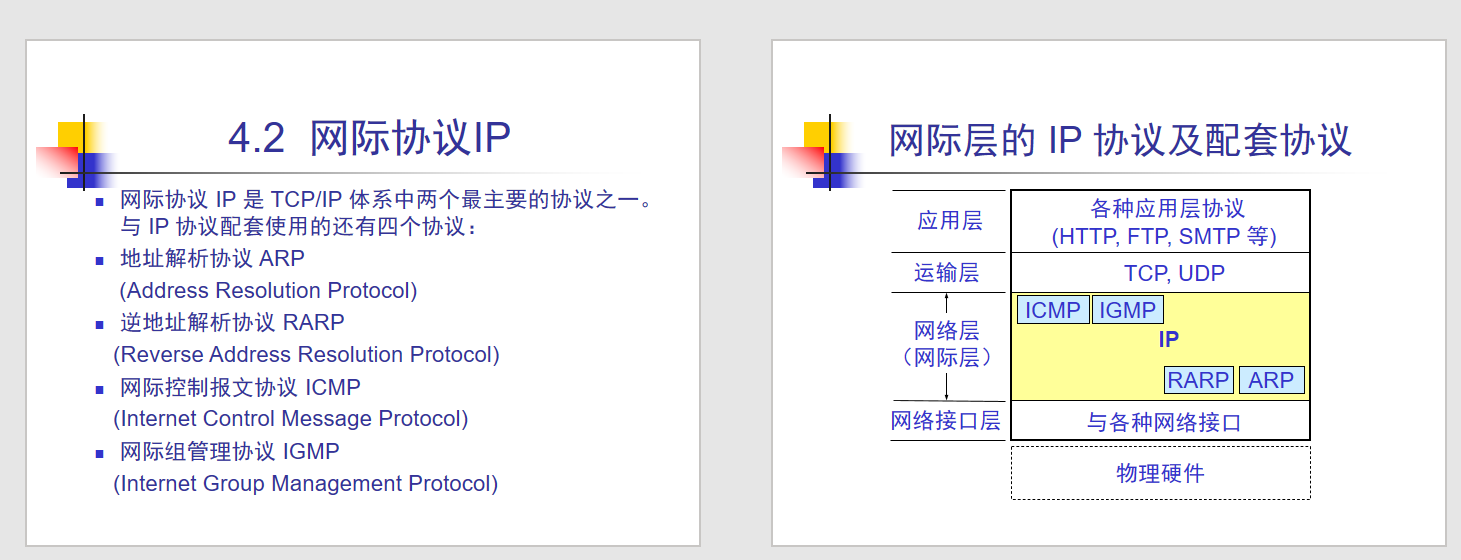 4.2 网际协议IP
网际协议 IP 是 TCP/IP 体系中两个最主要的协议之一。
与 IP 协议配套使用的还有四个协议：
地址解析协议 ARP
(Address Resolution Protocol)
逆地址解析协议 RARP
(Reverse Address Resolution Protocol)
网际控制报文协议 ICMP
(Internet Control Message Protocol)
网际组管理协议 IGMP
(Internet Group Management Protocol)
网际层的 IP 协议及配套协议
应用层
各种应用层协议
(HTTP, FTP, SMTP 等)
运输层
TCP, UDP
网络层
（网际层）
ICMP
IGMP
IP
RARP
ARP
网络接口层
与各种网络接口
物理硬件